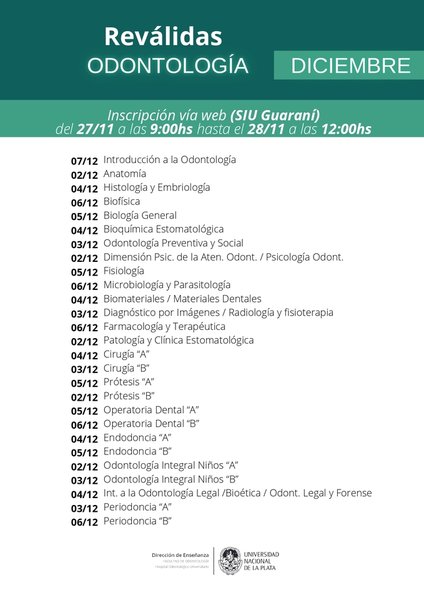 Reválidas
ODONTOLOGÍA
DICIEMBRE
Inscripción vía web (SIU Guaraní)
del 27/11 a las 9:00hs hasta el 28/11 a las 12:00hs
07/12 Introducción a la Odontología
02/12 Anatomía
04/12 Histología y Embriología
06/12 Biofísica
05/12 Biología General
04/12 Bioquímica Estomatológica
03/12 Odontología Preventiva y Social
02/12 Dimensión Psic. de la Aten. Odont. / Psicología Odont.
05/12 Fisiología
06/12 Microbiología y Parasitología
04/12 Biomateriales / Materiales Dentales
03/12 Diagnóstico por Imágenes / Radiología y fisioterapia
06/12 Farmacología y Terapéutica
02/12 Patología y Clínica Estomatológica
04/12 Cirugía “A”
03/12 Cirugía “B”
05/12 Prótesis “A”
02/12 Prótesis “B”
05/12 Operatoria Dental “A”
06/12 Operatoria Dental “B”
04/12 Endodoncia “A”
05/12 Endodoncia “B”
02/12 Odontología Integral Niños “A”
03/12 Odontología Integral Niños “B”
04/12 Int. a la Odontología Legal /Bioética / Odont. Legal y Forense
03/12 Periodoncia “A”
06/12 Periodoncia “B”
Dirección de Enseñanza
FACULTAD DE ODONTOLOGÍA
Hospital Odontológico Universitario
UNIVERSIDAD
NACIONAL
DE LA PLATA